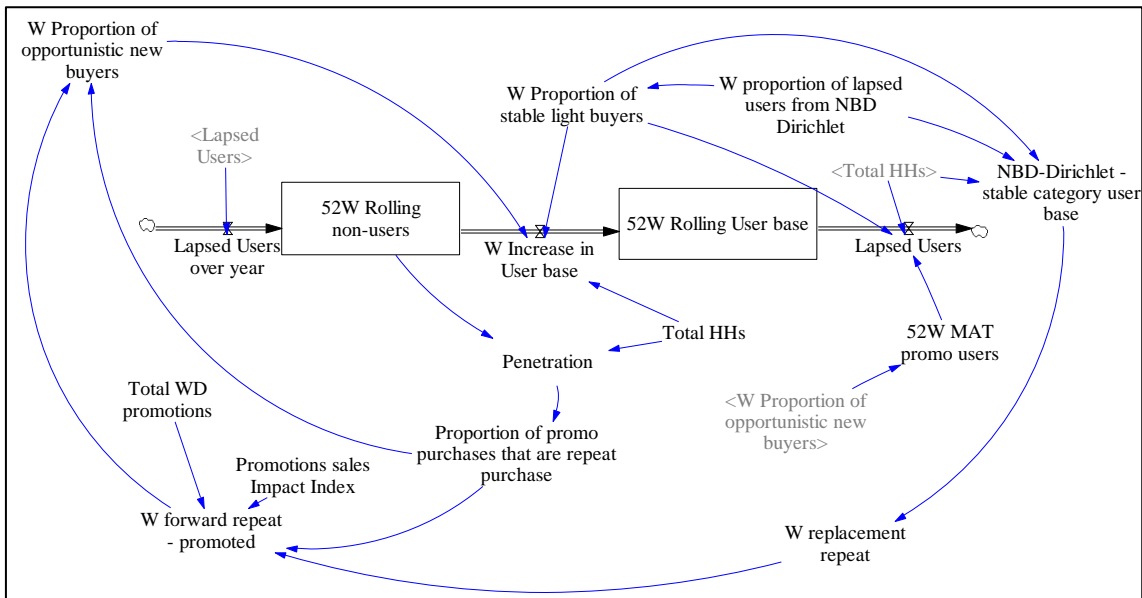 W Proportion of
opportunistic new
buyers
W Proportion of
stable light buyers
W proportion of lapsed
users from NBD
Dirichlet
<Lapsed
Users>
<Total HHs>
NBD-Dirichlet -
stable category user
base
52W Rolling
non-users
52W Rolling User base
Lapsed Users
over year
W Increase in
User base
Lapsed Users
Total HHs
52W MAT
promo users
Penetration
<W Proportion of
opportunistic new
buyers>
Total WD
promotions
Proportion of promo
purchases that are repeat
purchase
Promotions sales
Impact Index
W forward repeat
- promoted
W replacement
repeat